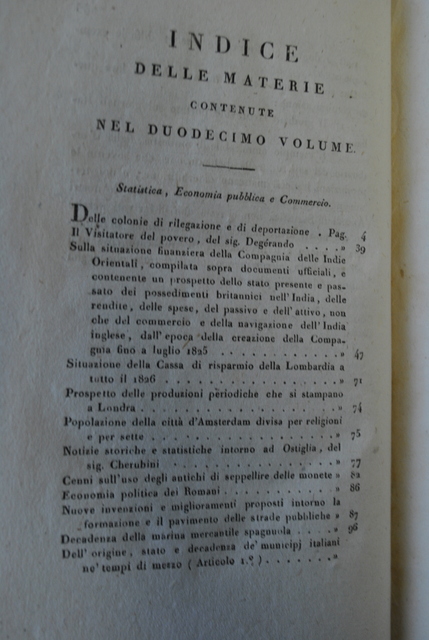 INDICE
DELLE MATERIE
CONTENUTE
NEL DUODECIMO VOLUME.
Statistica, Economia pubblica e Commercio.
Delle colonie di rilegazione e di deportazione . Pag. 4
Il Visitatore del povero, del sig. Degérando . . . . » 39
Sulla situazione finanziera della Compagnia delle Indie
Orientali, compilata sopra documenti ufficiali, e
contenente un prospetto dello stato presente e pas-
sato dei possedimenti britannici nell'India, delle
rendite, delle spese, del passivo e dell'attivo, non
che del commercio e della navigazione dell'India
inglese, dall'epoca della creazione della Compa-
gnia fino a luglio 1825 . . . . . . . . . . . » 47
Situazione della Cassa di risparmio della Lombardia a
tutto il 1826 . . . . . . . . . . . . . . . . » 71
Prospetto delle produzioni periodiche che si stampano
a Londra . . . . . . . . . . . . . . . . . . » 74
Popolazione della città d'Amsterdam divisa per religioni
e per sette . . . . . . . . . . . . . . . . . » 75
Notizie storiche e statistiche intorno ad Ostiglia, del
sig. Cherubini . . . . . . . . . . . . . . . » 77
Cenni sull'uso degli antichi di seppellire delle monete » 82
Economia politica dei Romani . . . . . . . . . . » 86
Nuove invenzioni e miglioramenti proposti intorno la
formazione e il pavimento delle strade pubbliche » 87
Decadenza della marina mercantile spagnuola . . . . » 96
Dell'origine, stato e decadenza de' municipj italiani
ne' tempi di mezzo (Articolo 1.º) . . . . . . . »